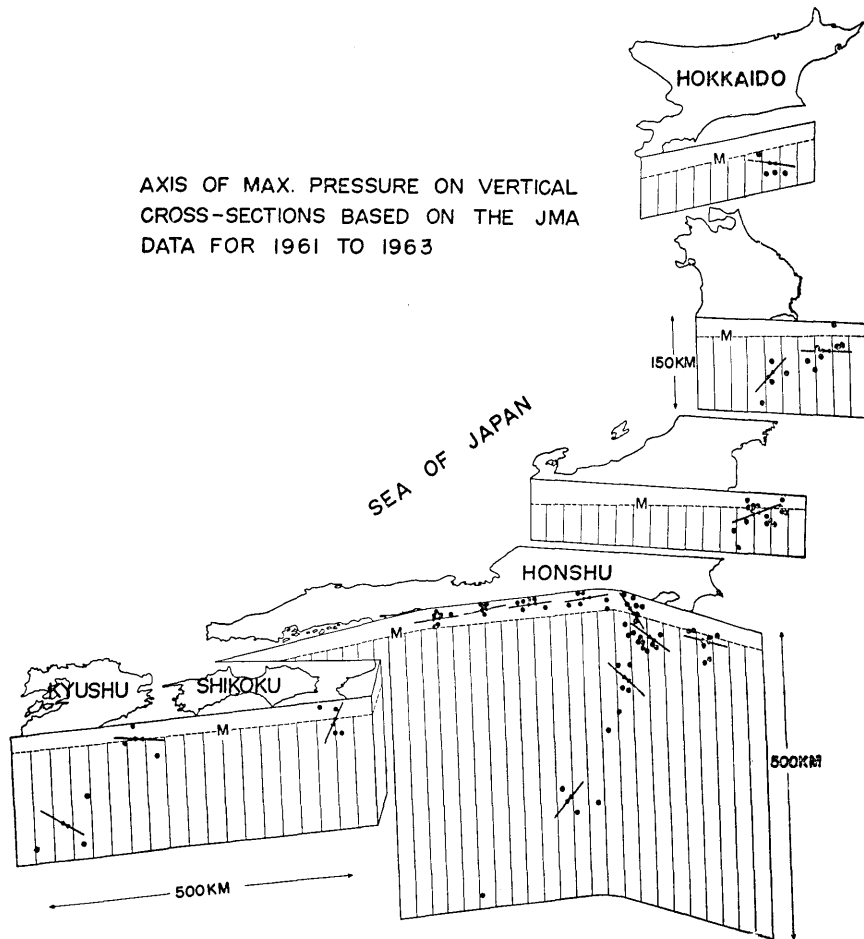 HOKKAIDO
M
AXIS OF MAX. PRESSURE ON VERTICAL
CROSS-SECTIONS BASED ON THE JMA
DATA FOR 1961 TO 1963
M
150KM
SEA OF JAPAN
M
HONSHU
M
KYUSHU
SHIKOKU
M
500KM
500KM